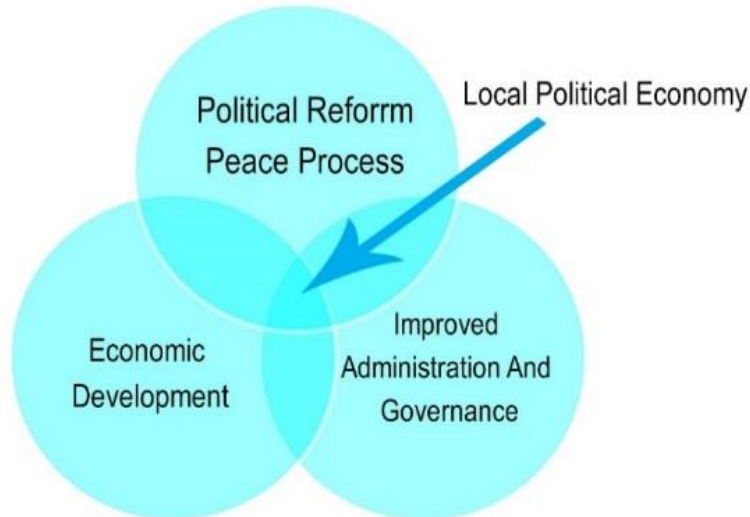 Political Reforrm
Peace Process
Local Political Economy
Economic
Development
Improved
Administration And
Governance